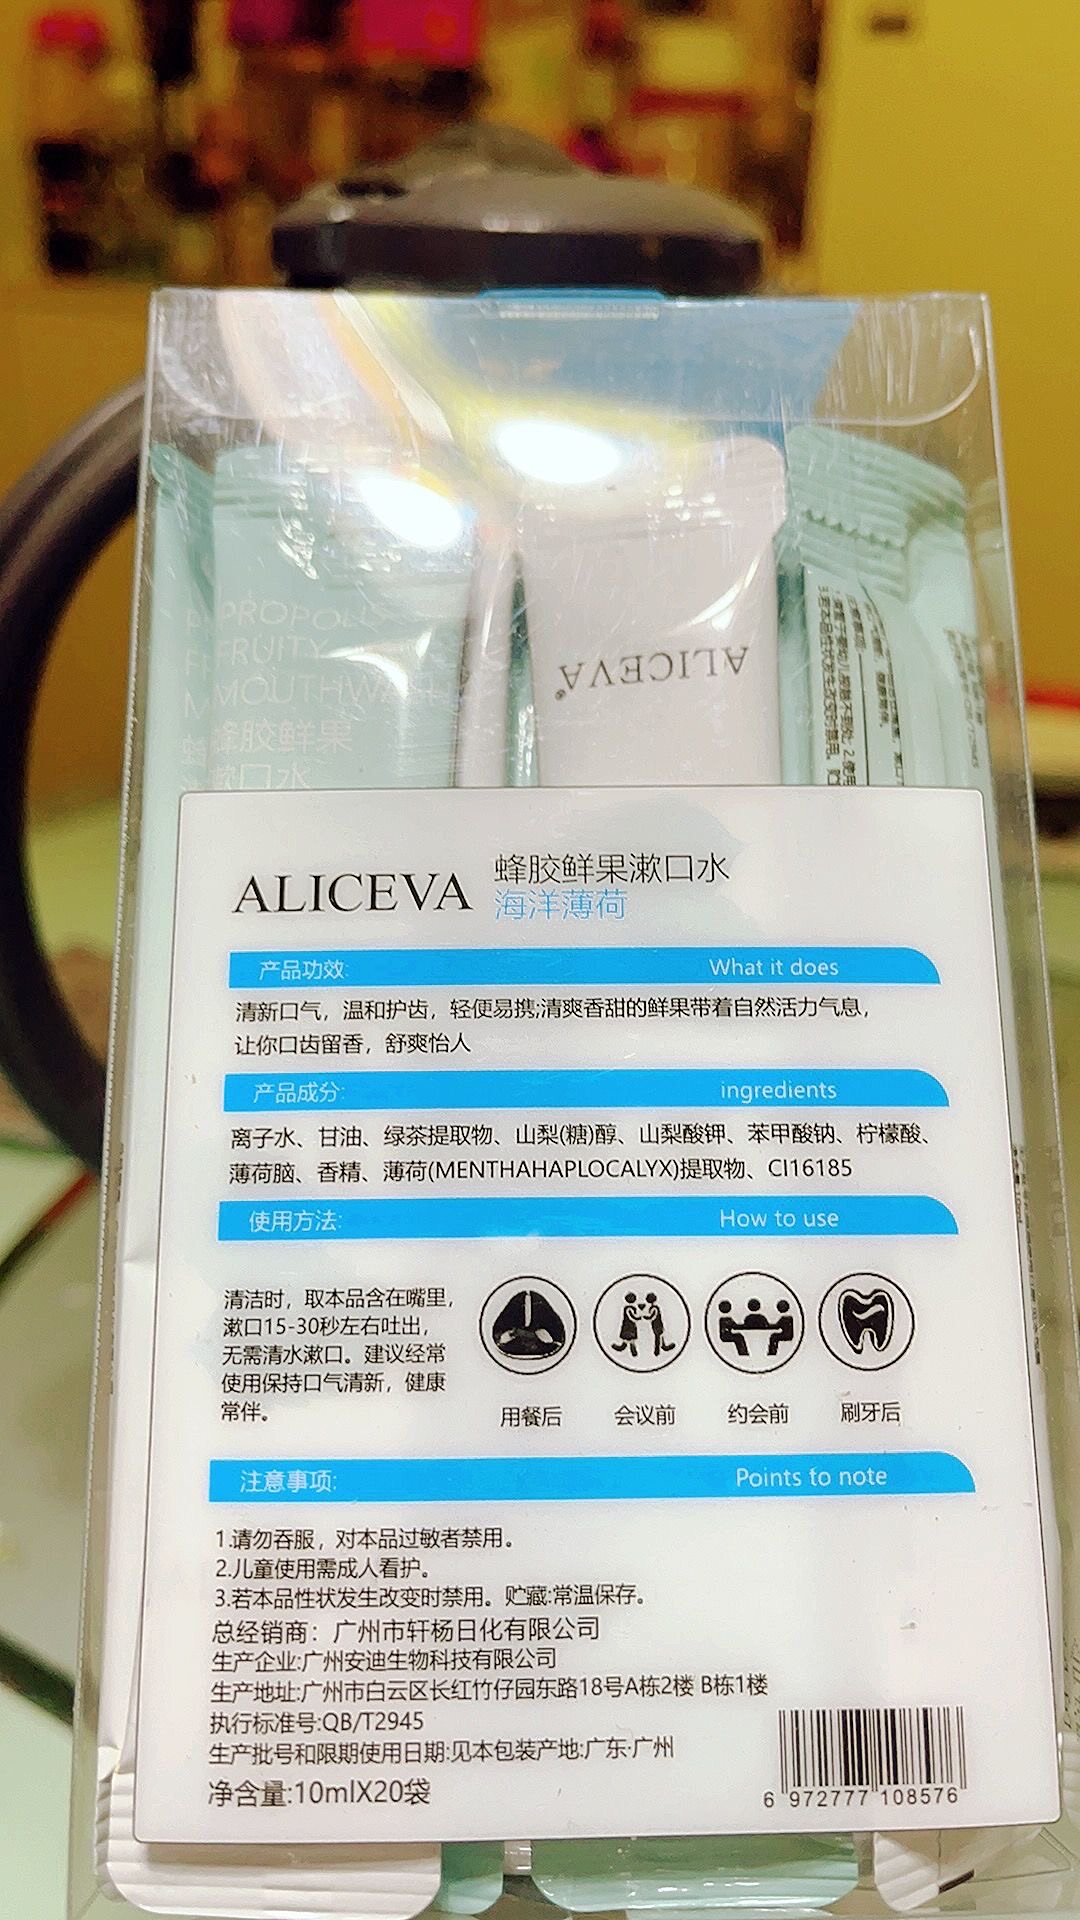 PROPOLIS
FRUITY
MOUTHWASH
蜂胶鲜果
漱口水
ALICEVA
ALICEVA
蜂胶鲜果漱口水
海洋薄荷
产品功效: What it does
清新口气，温和护齿，轻便易携;清爽香甜的鲜果带着自然活力气息，
让你口齿留香，舒爽怡人
产品成分: ingredients
离子水、甘油、绿茶提取物、山梨(糖)醇、山梨酸钾、苯甲酸钠、柠檬酸、
薄荷脑、香精、薄荷(MENTHAHAPLOCALYX)提取物、CI16185
使用方法: How to use
清洁时，取本品含在嘴里，
漱口15-30秒左右吐出，
无需清水漱口。建议经常
使用保持口气清新，健康
常伴。
用餐后 会议前 约会前 刷牙后
注意事项: Points to note
1.请勿吞服，对本品过敏者禁用。
2.儿童使用需成人看护。
3.若本品性状发生改变时禁用。贮藏:常温保存。
总经销商：广州市轩杨日化有限公司
生产企业:广州安迪生物科技有限公司
生产地址:广州市白云区长红竹仔园东路18号A栋2楼 B栋1楼
执行标准号:QB/T2945
生产批号和限期使用日期:见本包装产地:广东·广州
净含量:10mlX20袋
6 972777 108576